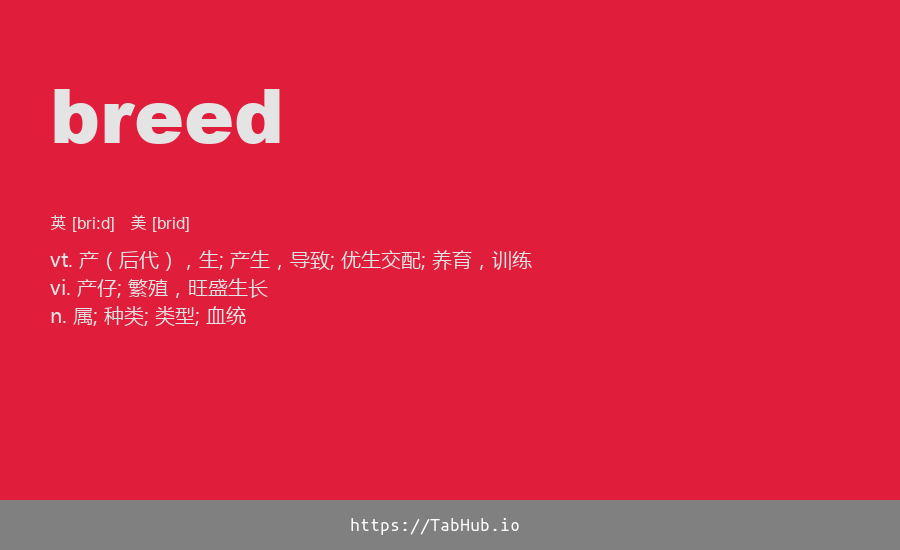 breed
英 [bri:d] 美 [brid]
vt. 产（后代），生; 产生，导致; 优生交配; 养育，训练
vi. 产仔; 繁殖，旺盛生长
n. 属; 种类; 类型; 血统
https://TabHub.io